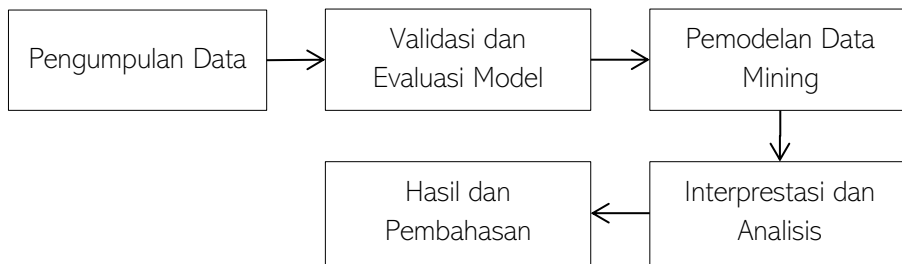 Pengumpulan Data
Validasi dan
Evaluasi Model
Pemodelan Data
Mining
Interprestasi dan
Analisis
Hasil dan
Pembahasan